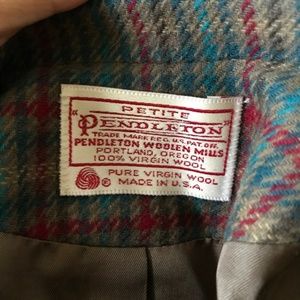 PETITE
"PENDLETON"
TRADE MARK REG. U.S. PAT. OFF.
PENDLETON WOOLEN MILLS
PORTLAND, OREGON
100% VIRGIN WOOL
PURE VIRGIN WOOL
MADE IN U.S.A.